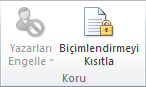 Yazarları
Engelle
Biçimlendirmeyi
Kısıtla
Koru